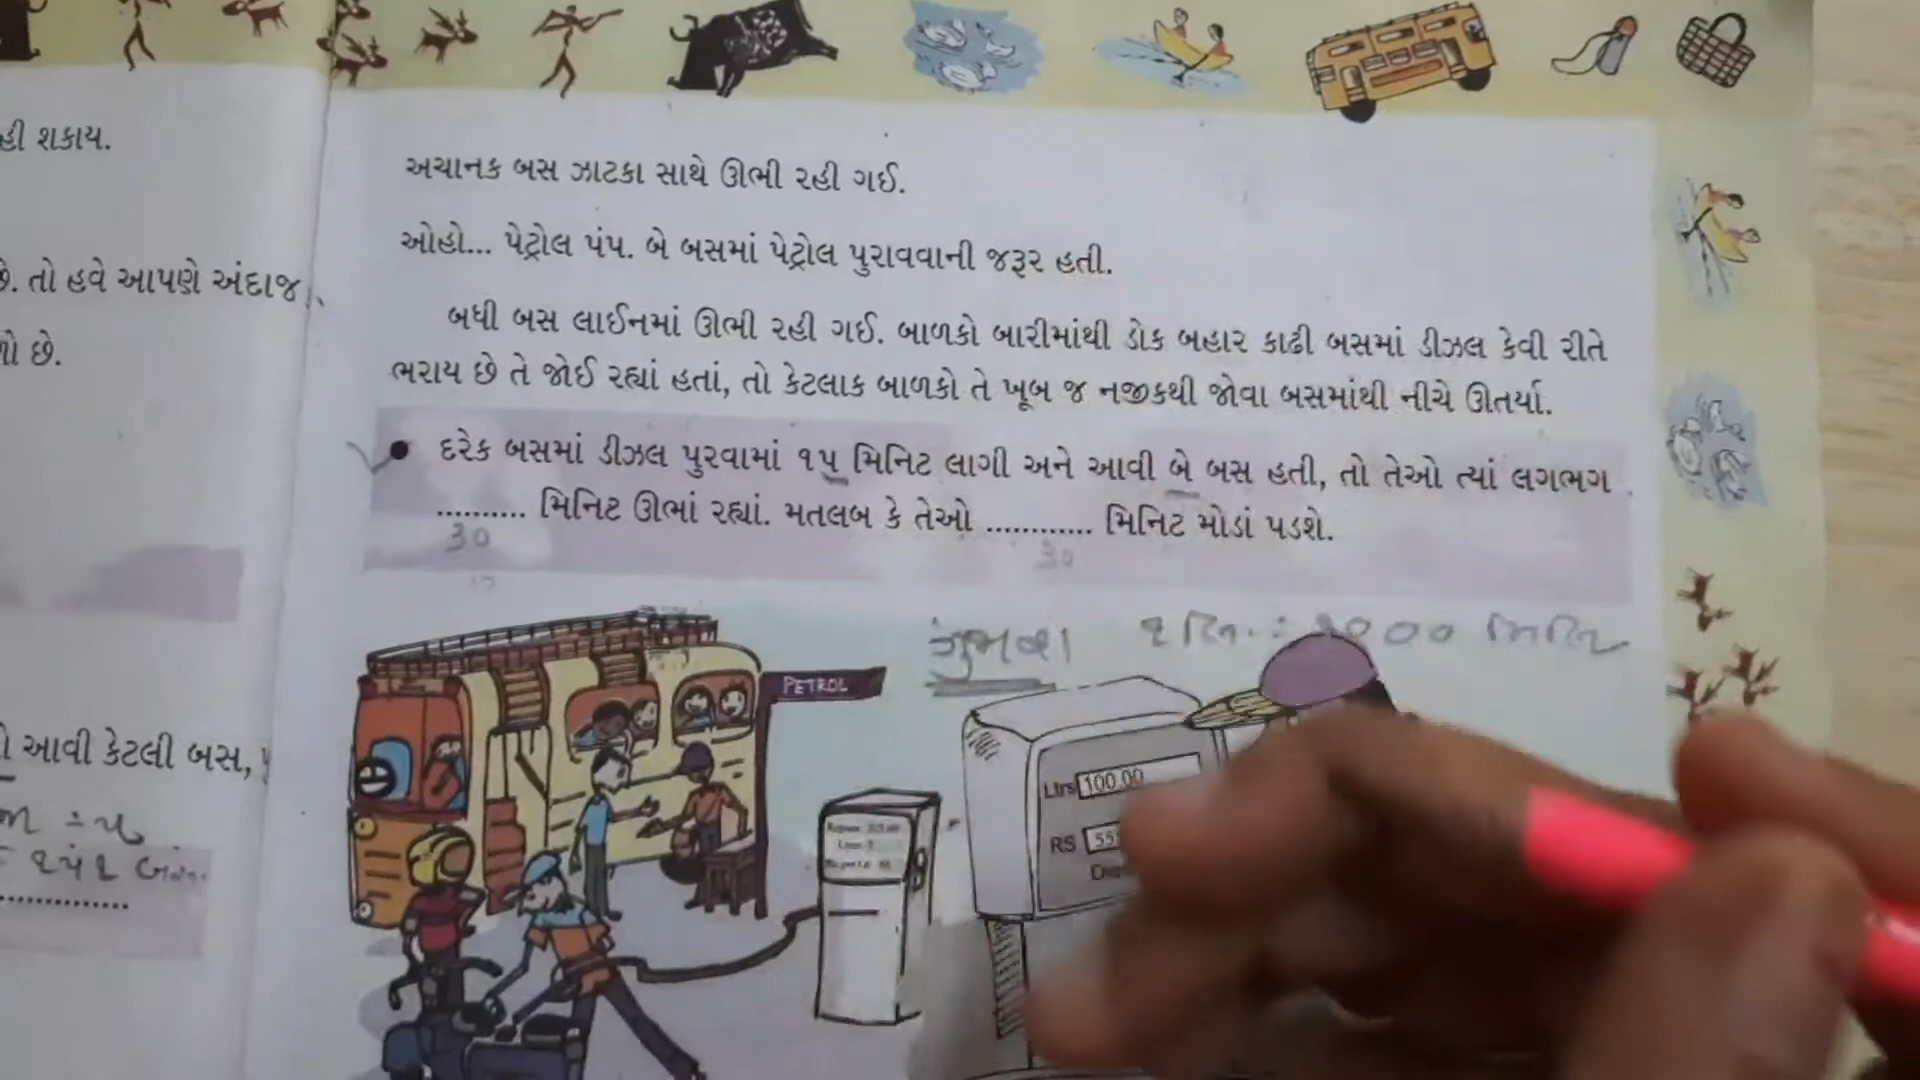 હી શકાય.
છે. તો હવે આપણે અંદાજ
ો છે.
આવી કેટલી બસ,
અચાનક બસ ઝાટકા સાથે ઊભી રહી ગઈ.
ઓહો... પેટ્રોલ પંપ. બે બસમાં પેટ્રોલ પુરાવવાની જરૂર હતી.
બધી બસ લાઈનમાં ઊભી રહી ગઈ. બાળકો બારીમાંથી ડોક બહાર કાઢી બસમાં ડીઝલ કેવી રીતે
ભરાય છે તે જોઈ રહ્યાં હતાં, તો કેટલાક બાળકો તે ખૂબ જ નજીકથી જોવા બસમાંથી નીચે ઊતર્યા.
● દરેક બસમાં ડીઝલ પુરવામાં ૧૫ મિનિટ લાગી અને આવી બે બસ હતી, તો તેઓ ત્યાં લગભગ
.......... મિનિટ ઊભાં રહ્યાં. મતલબ કે તેઓ ............ મિનિટ મોડાં પડશે.
30 30
PETROL
Ltrs 100.00
RS 55